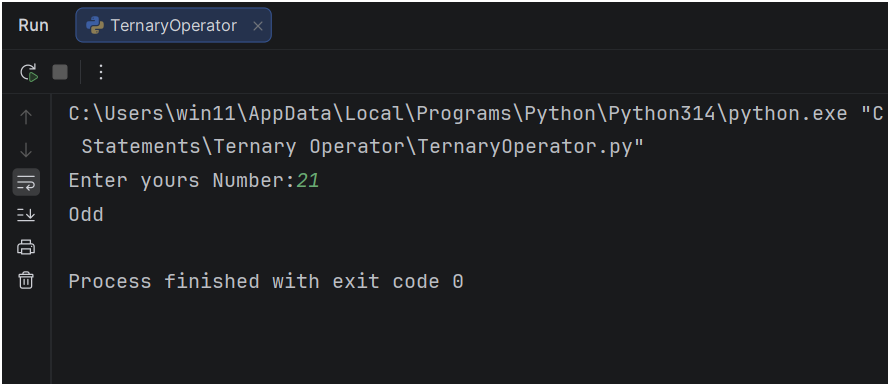 Run TernaryOperator
C:\Users\win11\AppData\Local\Programs\Python\Python314\python.exe "C
Statements\Ternary Operator\TernaryOperator.py"
Enter yours Number:21
Odd
Process finished with exit code 0